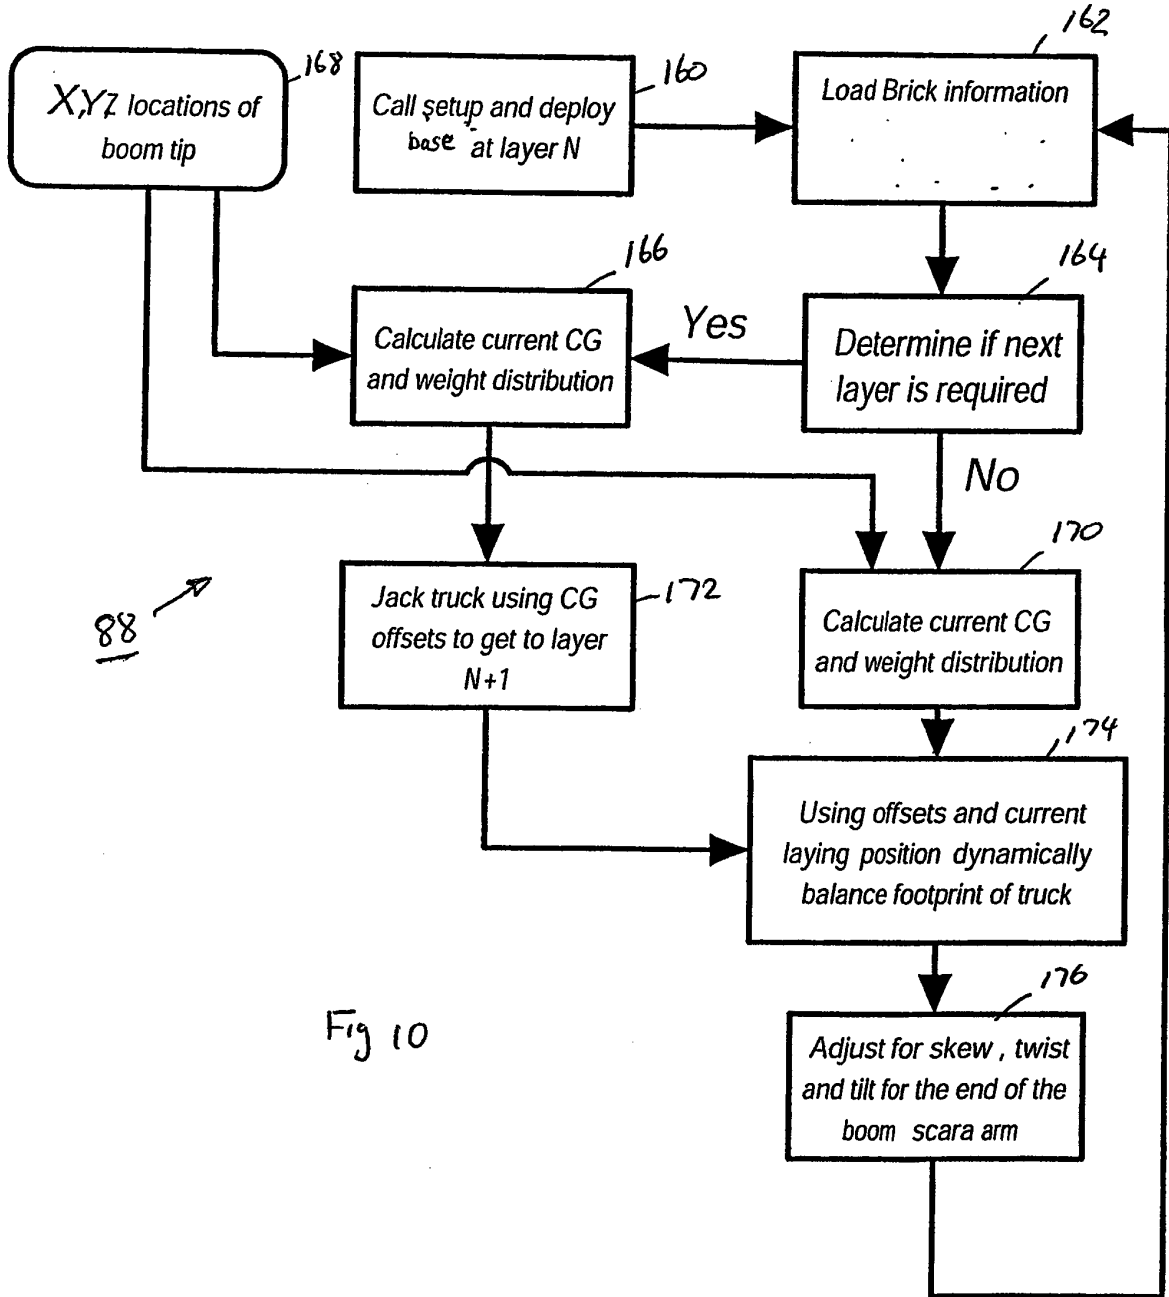 162
168
160
X,Y,Z locations of
boom tip
Call setup and deploy
base at layer N
Load Brick information
166
164
Calculate current CG
and weight distribution
Yes
Determine if next
layer is required
No
170
172
Jack truck using CG
offsets to get to layer
N+1
88
Calculate current CG
and weight distribution
174
Using offsets and current
laying position dynamically
balance footprint of truck
176
Adjust for skew, twist
and tilt for the end of the
boom scara arm
Fig 10